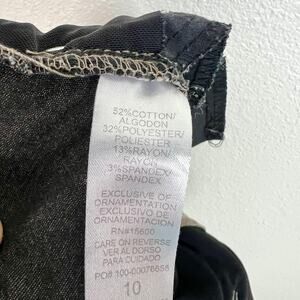 52%COTTON/
ALGODON
32%POLYESTER/
POLIESTER
13%RAYON/
RAYON
3%SPANDEX/
SPANDEX
EXCLUSIVE OF
ORNAMENTATION
EXCLUSIVO DE
ORNAMENTACION
RN#15600
CARE ON REVERSE
VER AL DORSO
PARA CUIDADO
PO# 100-00076658
10